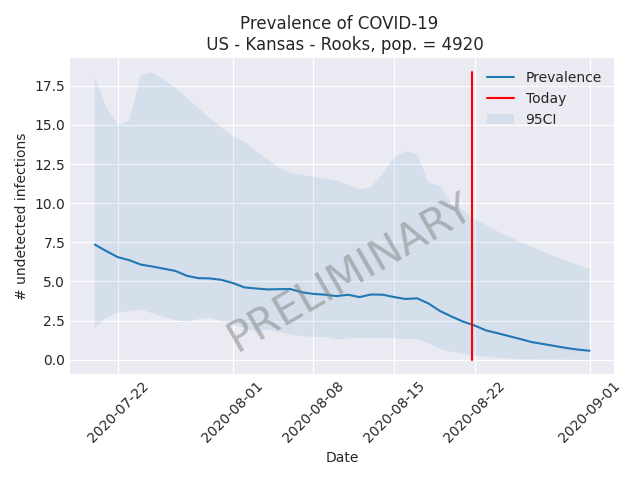 Prevalence of COVID-19
US - Kansas - Rooks, pop. = 4920
Prevalence
Today
95CI
17.5
15.0
12.5
10.0
7.5
5.0
2.5
0.0
# undetected infections
PRELIMINARY
2020-07-22
2020-08-01
2020-08-08
2020-08-15
2020-08-22
2020-09-01
Date